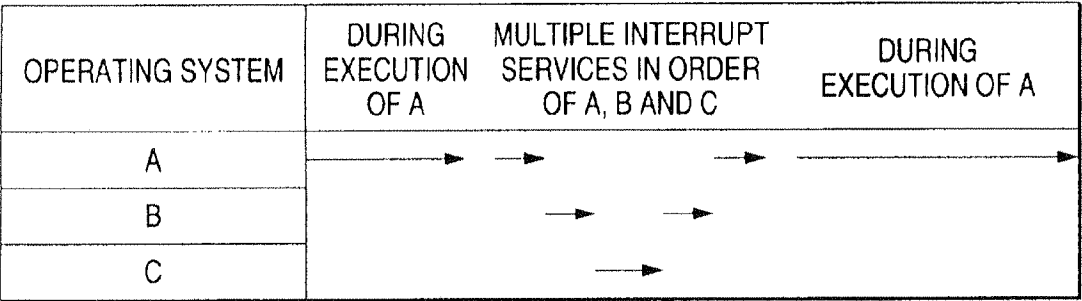 OPERATING SYSTEM
DURING
EXECUTION
OF A
MULTIPLE INTERRUPT
SERVICES IN ORDER
OF A, B AND C
DURING
EXECUTION OF A
A
B
C